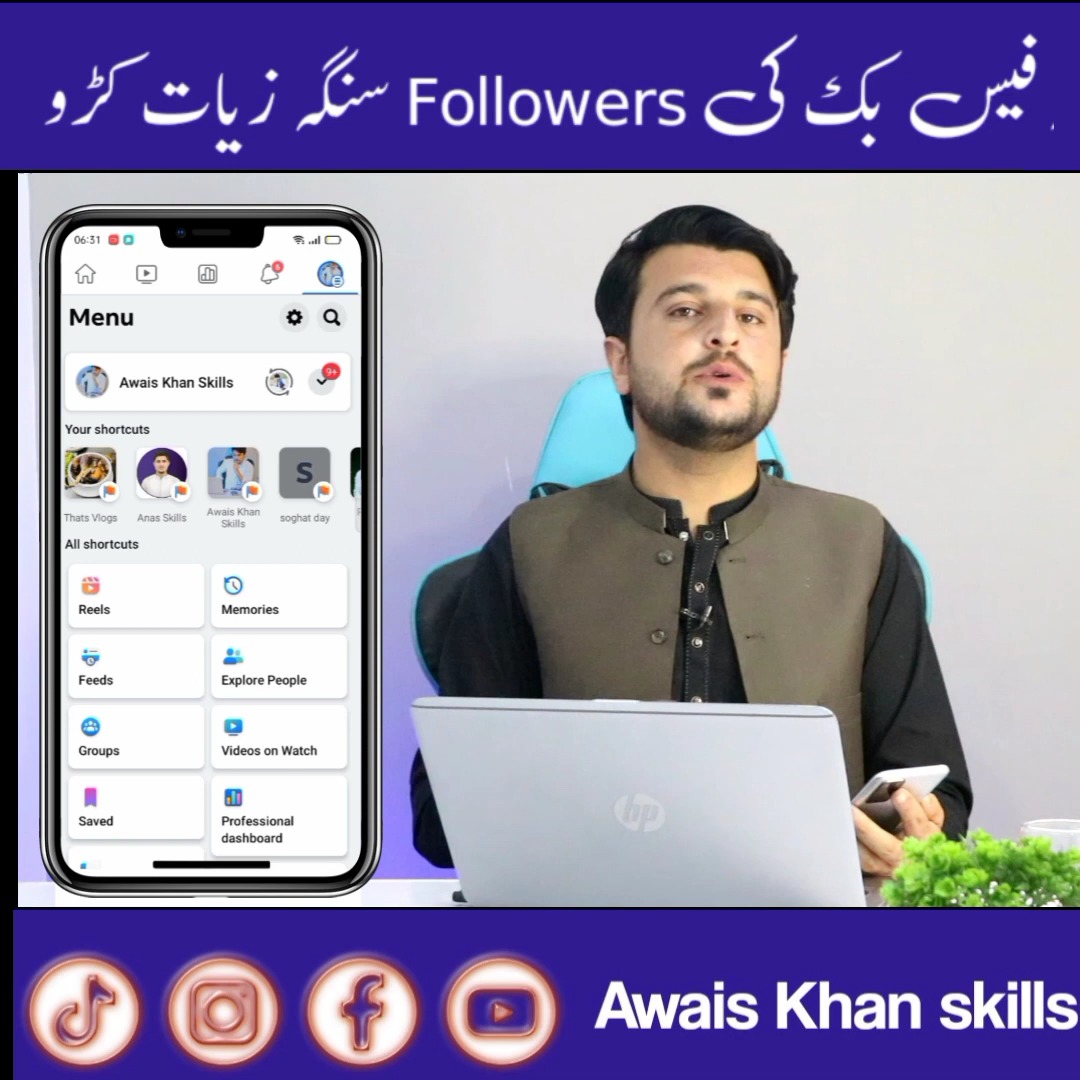 فیس بک کی Followers سنگہ زیات کڑو
06:31
5
Menu
Awais Khan Skills
9+
Your shortcuts
S
Thats Vlogs
Anas Skills
Awais Khan Skills
soghat day
All shortcuts
Reels
Memories
Feeds
Explore People
Groups
Videos on Watch
Saved
Professional dashboard
hp
Awais Khan skills